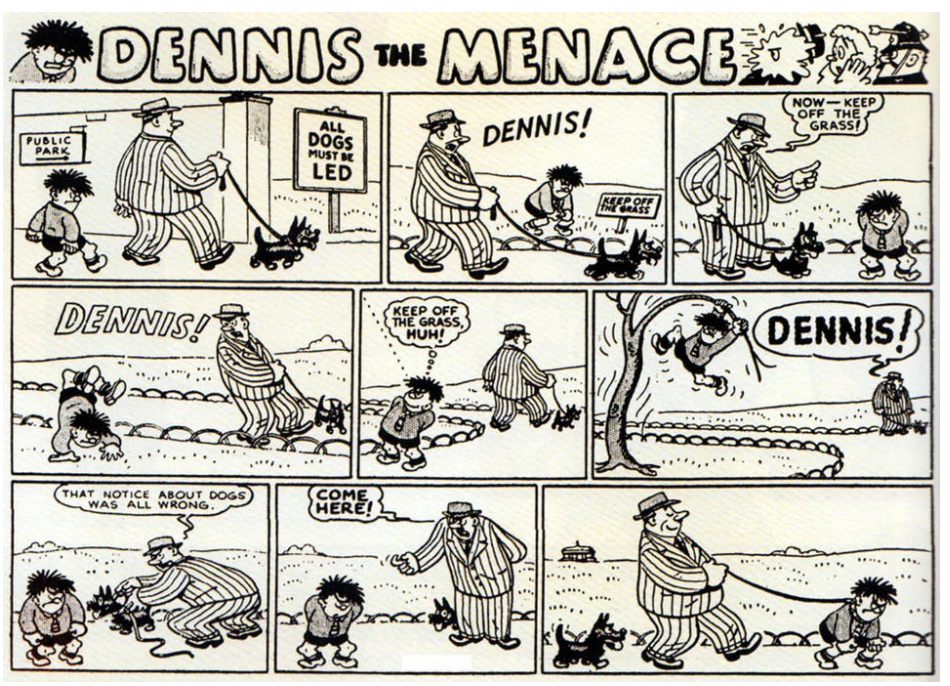 DENNIS THE MENACE
PUBLIC
PARK
ALL
DOGS
MUST BE
LED
DENNIS!
KEEP OFF
THE GRASS
NOW — KEEP
OFF THE
GRASS!
DENNIS!
KEEP OFF
THE GRASS,
HUH!
DENNIS!
THAT NOTICE ABOUT DOGS
WAS ALL WRONG.
COME
HERE!